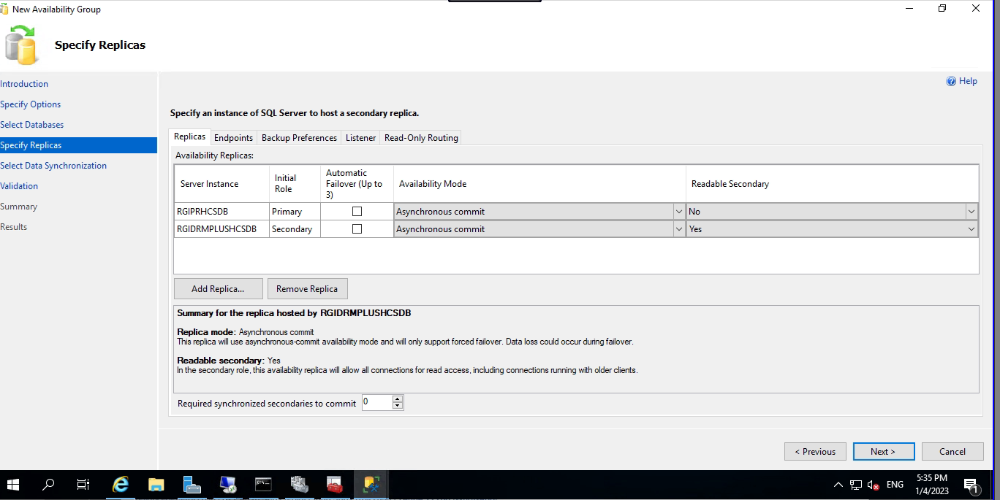 New Availability Group
Specify Replicas
Help
Introduction
Specify Options
Select Databases
Specify Replicas
Select Data Synchronization
Validation
Summary
Results
Specify an instance of SQL Server to host a secondary replica.
Replicas Endpoints Backup Preferences Listener Read-Only Routing
Availability Replicas:
Server Instance Initial Role Automatic Failover (Up to 3) Availability Mode Readable Secondary
RGIPRHCSDB Primary Asynchronous commit No
RGIDRMPLUSHCSDB Secondary Asynchronous commit Yes
Add Replica... Remove Replica
Summary for the replica hosted by RGIDRMPLUSHCSDB
Replica mode: Asynchronous commit
This replica will use asynchronous-commit availability mode and will only support forced failover. Data loss could occur during failover.
Readable secondary: Yes
In the secondary role, this availability replica will allow all connections for read access, including connections running with older clients.
Required synchronized secondaries to commit 0
< Previous Next > Cancel
ENG
5:35 PM
1/4/2023
1